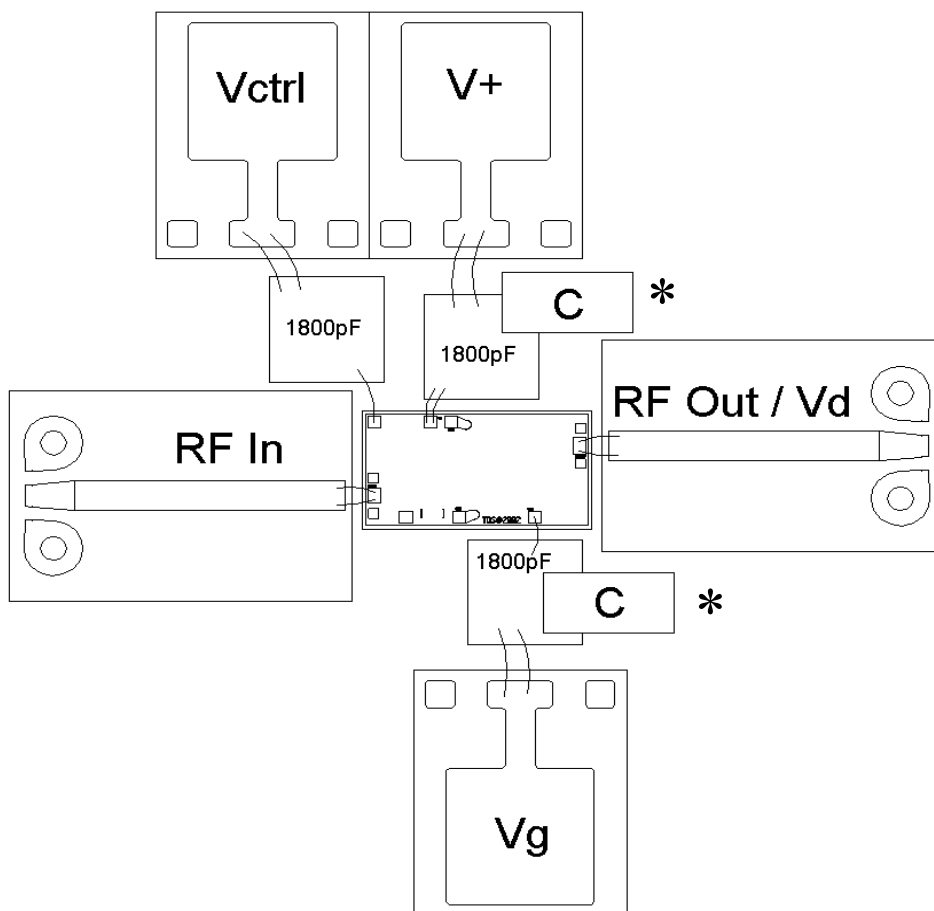 Vctrl
V+
1800pF
C
*
1800pF
RF In
RF Out / Vd
1800pF
C
*
Vg